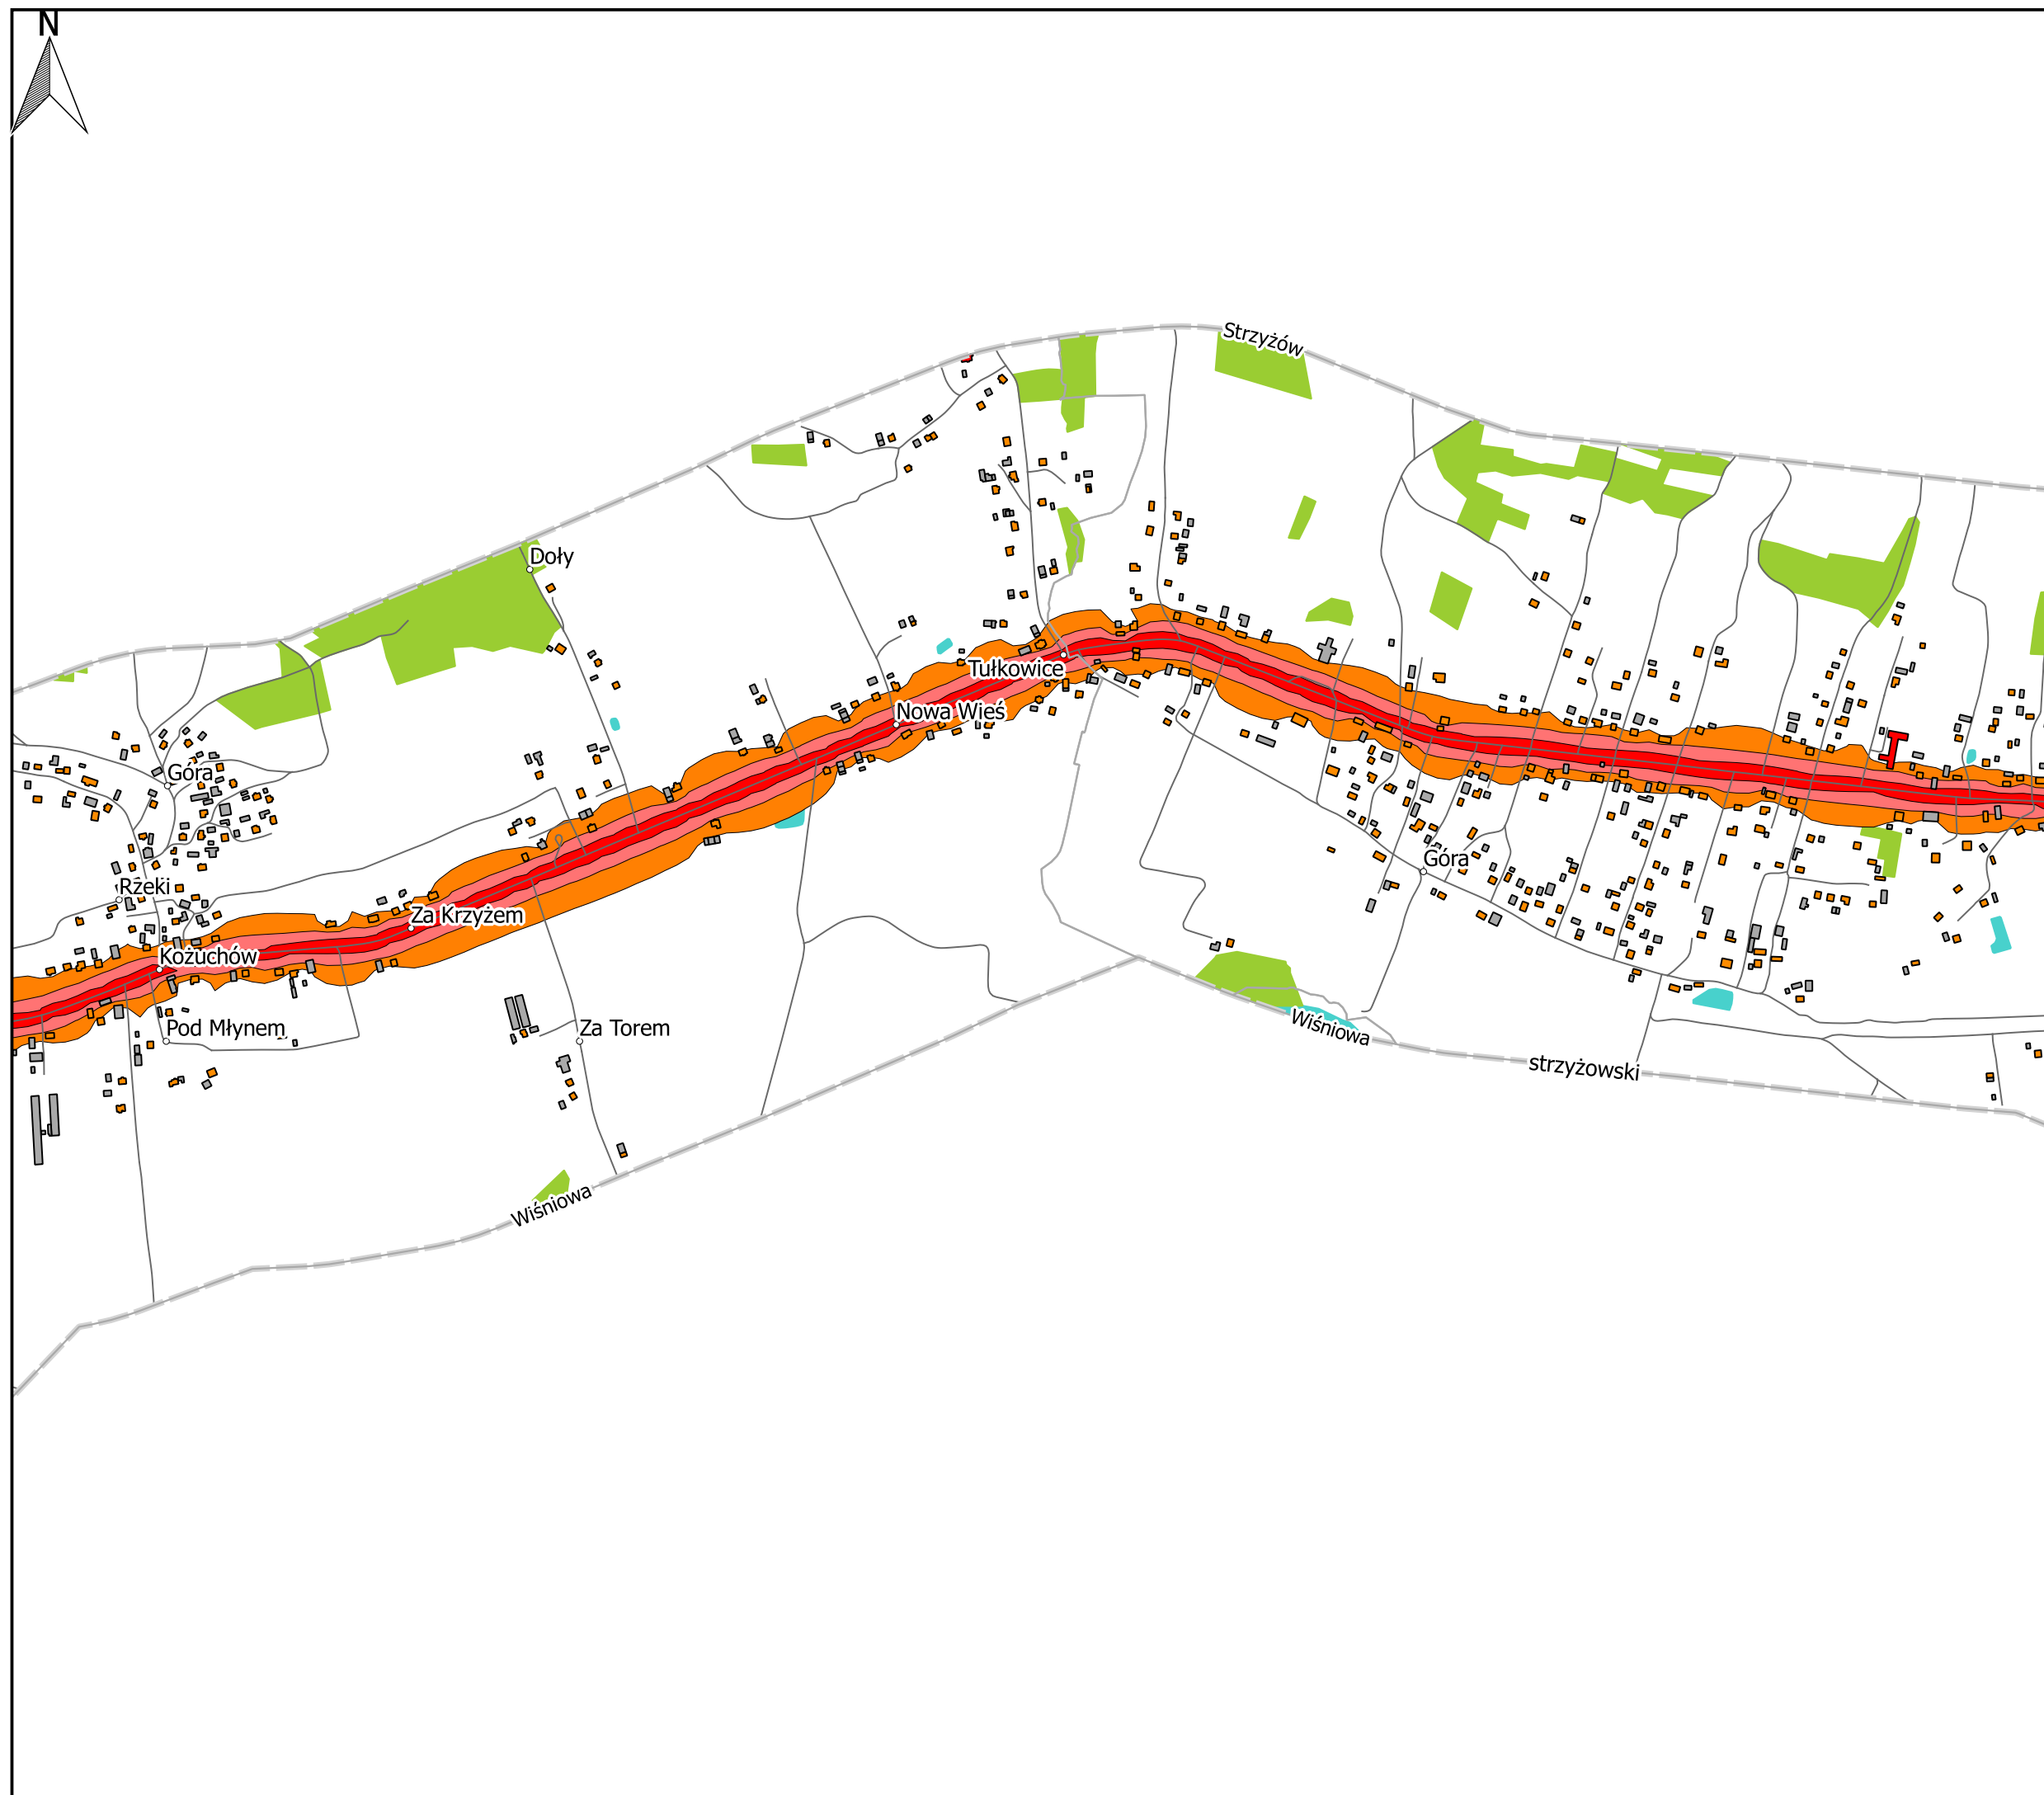 N
Strzyżów
Doły
Tułkowice
Nowa Wieś
Góra
Góra
Rzeki
Za Krzyżem
Kożuchów
Pod Młynem
Za Torem
Wiśniowa
strzyżowski
Wiśniowa